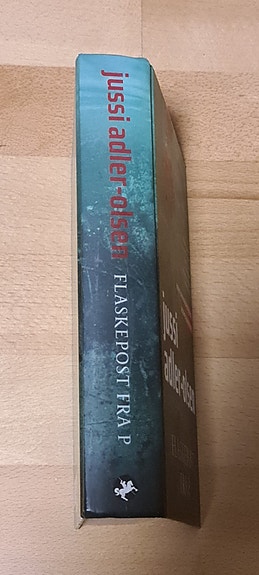 jussi adler-olsen
FLASKEPOST FRA P
jussi
adler-olsen